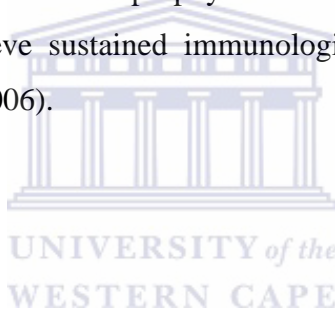 eve sustained immunologi
006).
UNIVERSITY of the
WESTERN CAPE